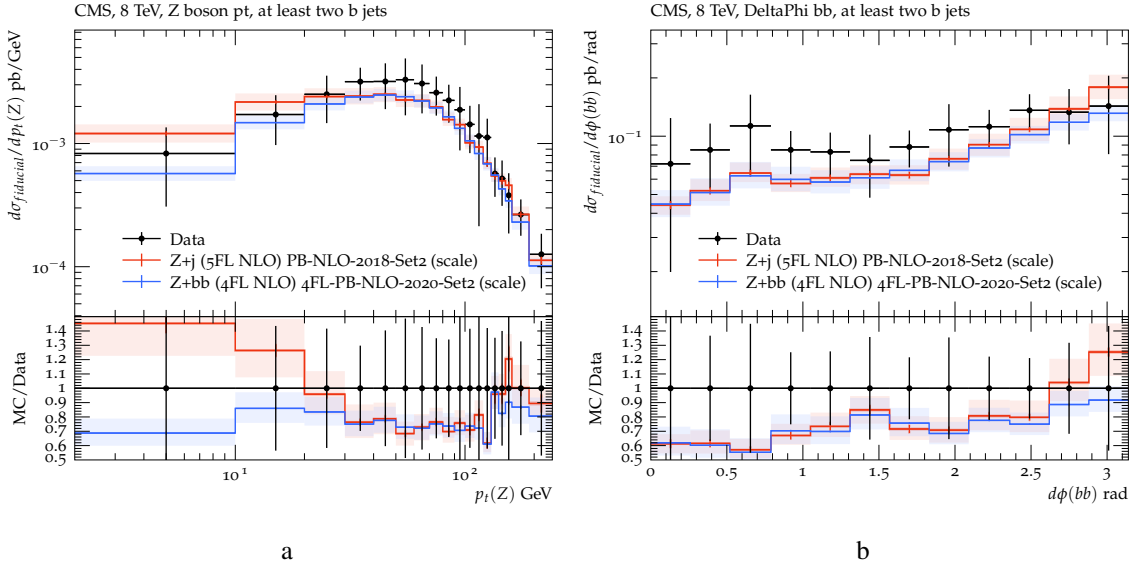 CMS, 8 TeV, Z boson pt, at least two b jets
dσ_fiducial/dp_t(Z) pb/GeV
10⁻³
10⁻⁴
Data
Z+j (5FL NLO) PB-NLO-2018-Set2 (scale)
Z+bb (4FL NLO) 4FL-PB-NLO-2020-Set2 (scale)
MC/Data
1.4
1.3
1.2
1.1
1
0.9
0.8
0.7
0.6
0.5
10¹
10²
p_t(Z) GeV
a
CMS, 8 TeV, DeltaPhi bb, at least two b jets
dσ_fiducial/dϕ(bb) pb/rad
10⁻¹
Data
Z+j (5FL NLO) PB-NLO-2018-Set2 (scale)
Z+bb (4FL NLO) 4FL-PB-NLO-2020-Set2 (scale)
MC/Data
1.4
1.3
1.2
1.1
1
0.9
0.8
0.7
0.6
0.5
0 0.5 1 1.5 2 2.5 3
dϕ(bb) rad
b